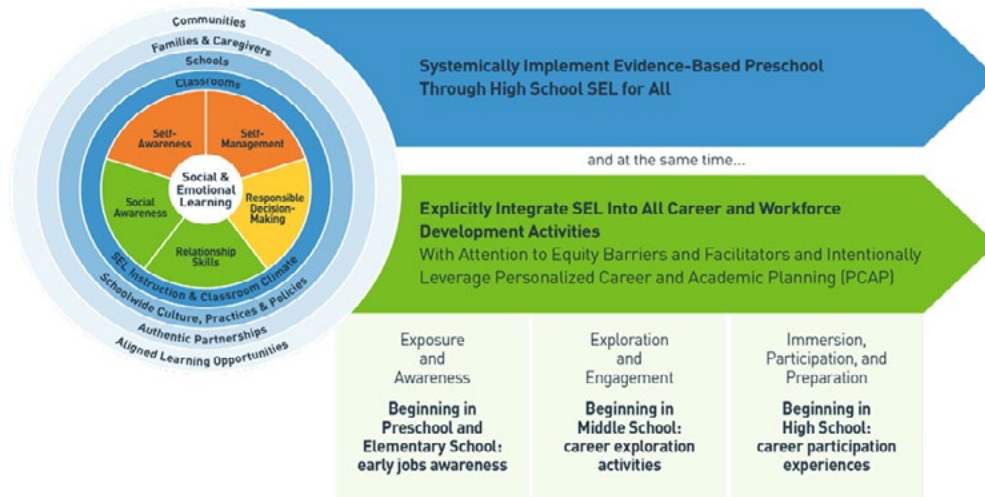 Communities
Families & Caregivers
Schools
Classrooms
Self-
Awareness
Self-
Management
Social
Awareness
Social &
Emotional
Learning
Responsible
Decision-
Making
Relationship
Skills
SEL Instruction & Classroom Climate
Schoolwide Culture, Practices & Policies
Authentic Partnerships
Aligned Learning Opportunities
Systemically Implement Evidence-Based Preschool
Through High School SEL for All
and at the same time...
Explicitly Integrate SEL Into All Career and Workforce
Development Activities
With Attention to Equity Barriers and Facilitators and Intentionally
Leverage Personalized Career and Academic Planning (PCAP)
Exposure
and
Awareness
Beginning in
Preschool and
Elementary School:
early jobs awareness
Exploration
and
Engagement
Beginning in
Middle School:
career exploration
activities
Immersion,
Participation, and
Preparation
Beginning in
High School:
career participation
experiences